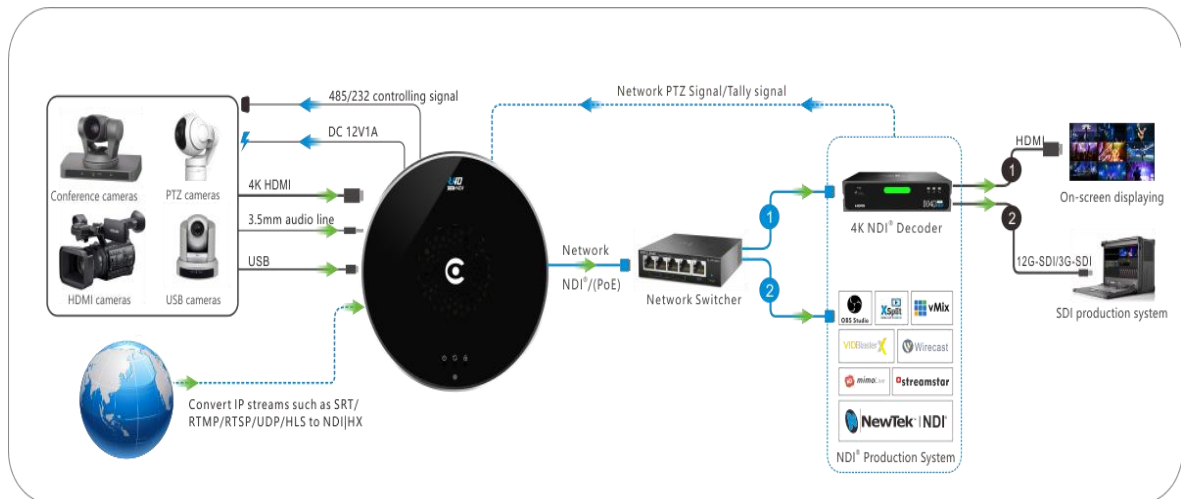 485/232 controlling signal
DC 12V1A
4K HDMI
3.5mm audio line
USB
Conference cameras
PTZ cameras
HDMI cameras
USB cameras
Convert IP streams such as SRT/
RTMP/RTSP/UDP/HLS to NDI|HX
Network PTZ Signal/Tally signal
Network
NDI®/(PoE)
Network Switcher
1
2
4K NDI® Decoder
OBS Studio
XSplit
vMix
VIDBlasterX
Wirecast
mimoLive
streamstar
NewTek™ | NDI®
NDI® Production System
HDMI
1
On-screen displaying
2
12G-SDI/3G-SDI
SDI production system